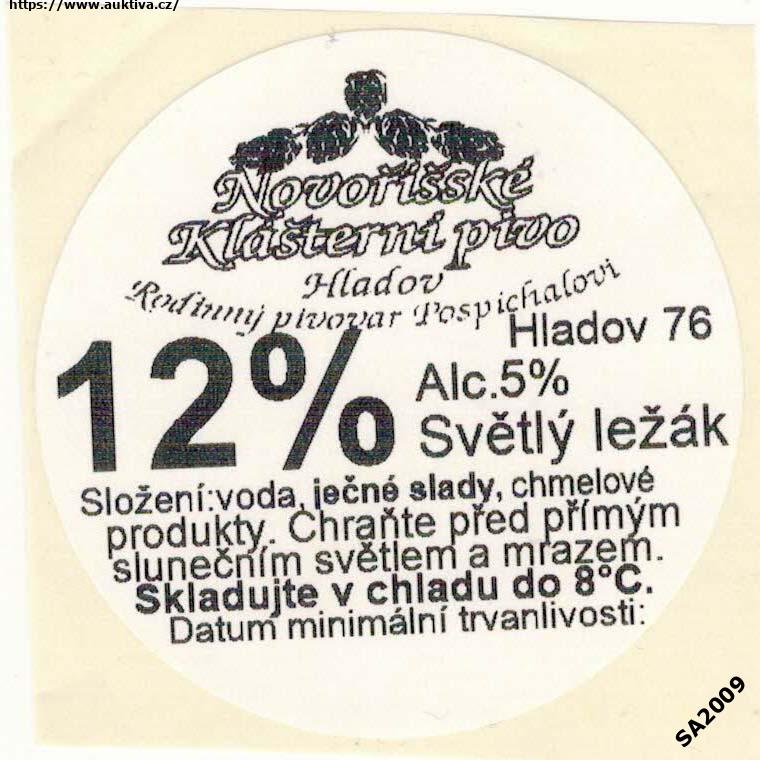 https://www.auktiva.cz/
Novoříšské
Klášterní pivo
Hladov
Rodinný pivovar Pospíchalovi
Hladov 76
12%
Alc.5%
Světlý ležák
Složení:voda, ječné slady, chmelové
produkty. Chraňte před přímým
slunečním světlem a mrazem.
Skladujte v chladu do 8°C.
Datum minimální trvanlivosti:
SA2009